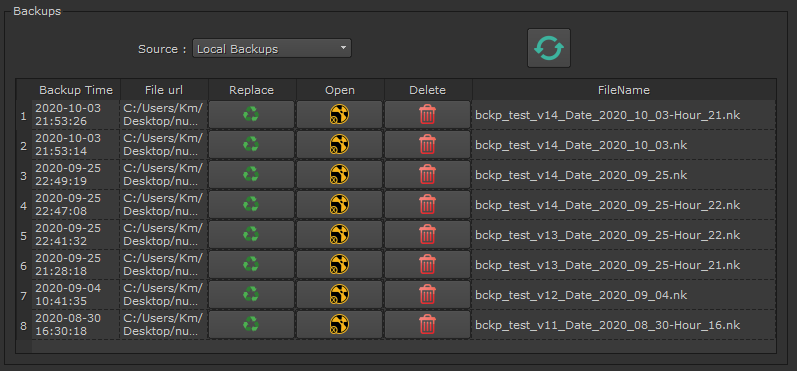 Backups
Source : Local Backups
Backup Time File url Replace Open Delete FileName
1 2020-10-03 21:53:26 C:/Users/Km/ Desktop/nu... bckp_test_v14_Date_2020_10_03-Hour_21.nk
2 2020-10-03 21:53:14 C:/Users/Km/ Desktop/nu... bckp_test_v14_Date_2020_10_03.nk
3 2020-09-25 22:49:19 C:/Users/Km/ Desktop/nu... bckp_test_v14_Date_2020_09_25.nk
4 2020-09-25 22:47:08 C:/Users/Km/ Desktop/nu... bckp_test_v14_Date_2020_09_25-Hour_22.nk
5 2020-09-25 22:41:32 C:/Users/Km/ Desktop/nu... bckp_test_v13_Date_2020_09_25-Hour_22.nk
6 2020-09-25 21:28:18 C:/Users/Km/ Desktop/nu... bckp_test_v13_Date_2020_09_25-Hour_21.nk
7 2020-09-04 10:41:35 C:/Users/Km/ Desktop/nu... bckp_test_v12_Date_2020_09_04.nk
8 2020-08-30 16:30:18 C:/Users/Km/ Desktop/nu... bckp_test_v11_Date_2020_08_30-Hour_16.nk